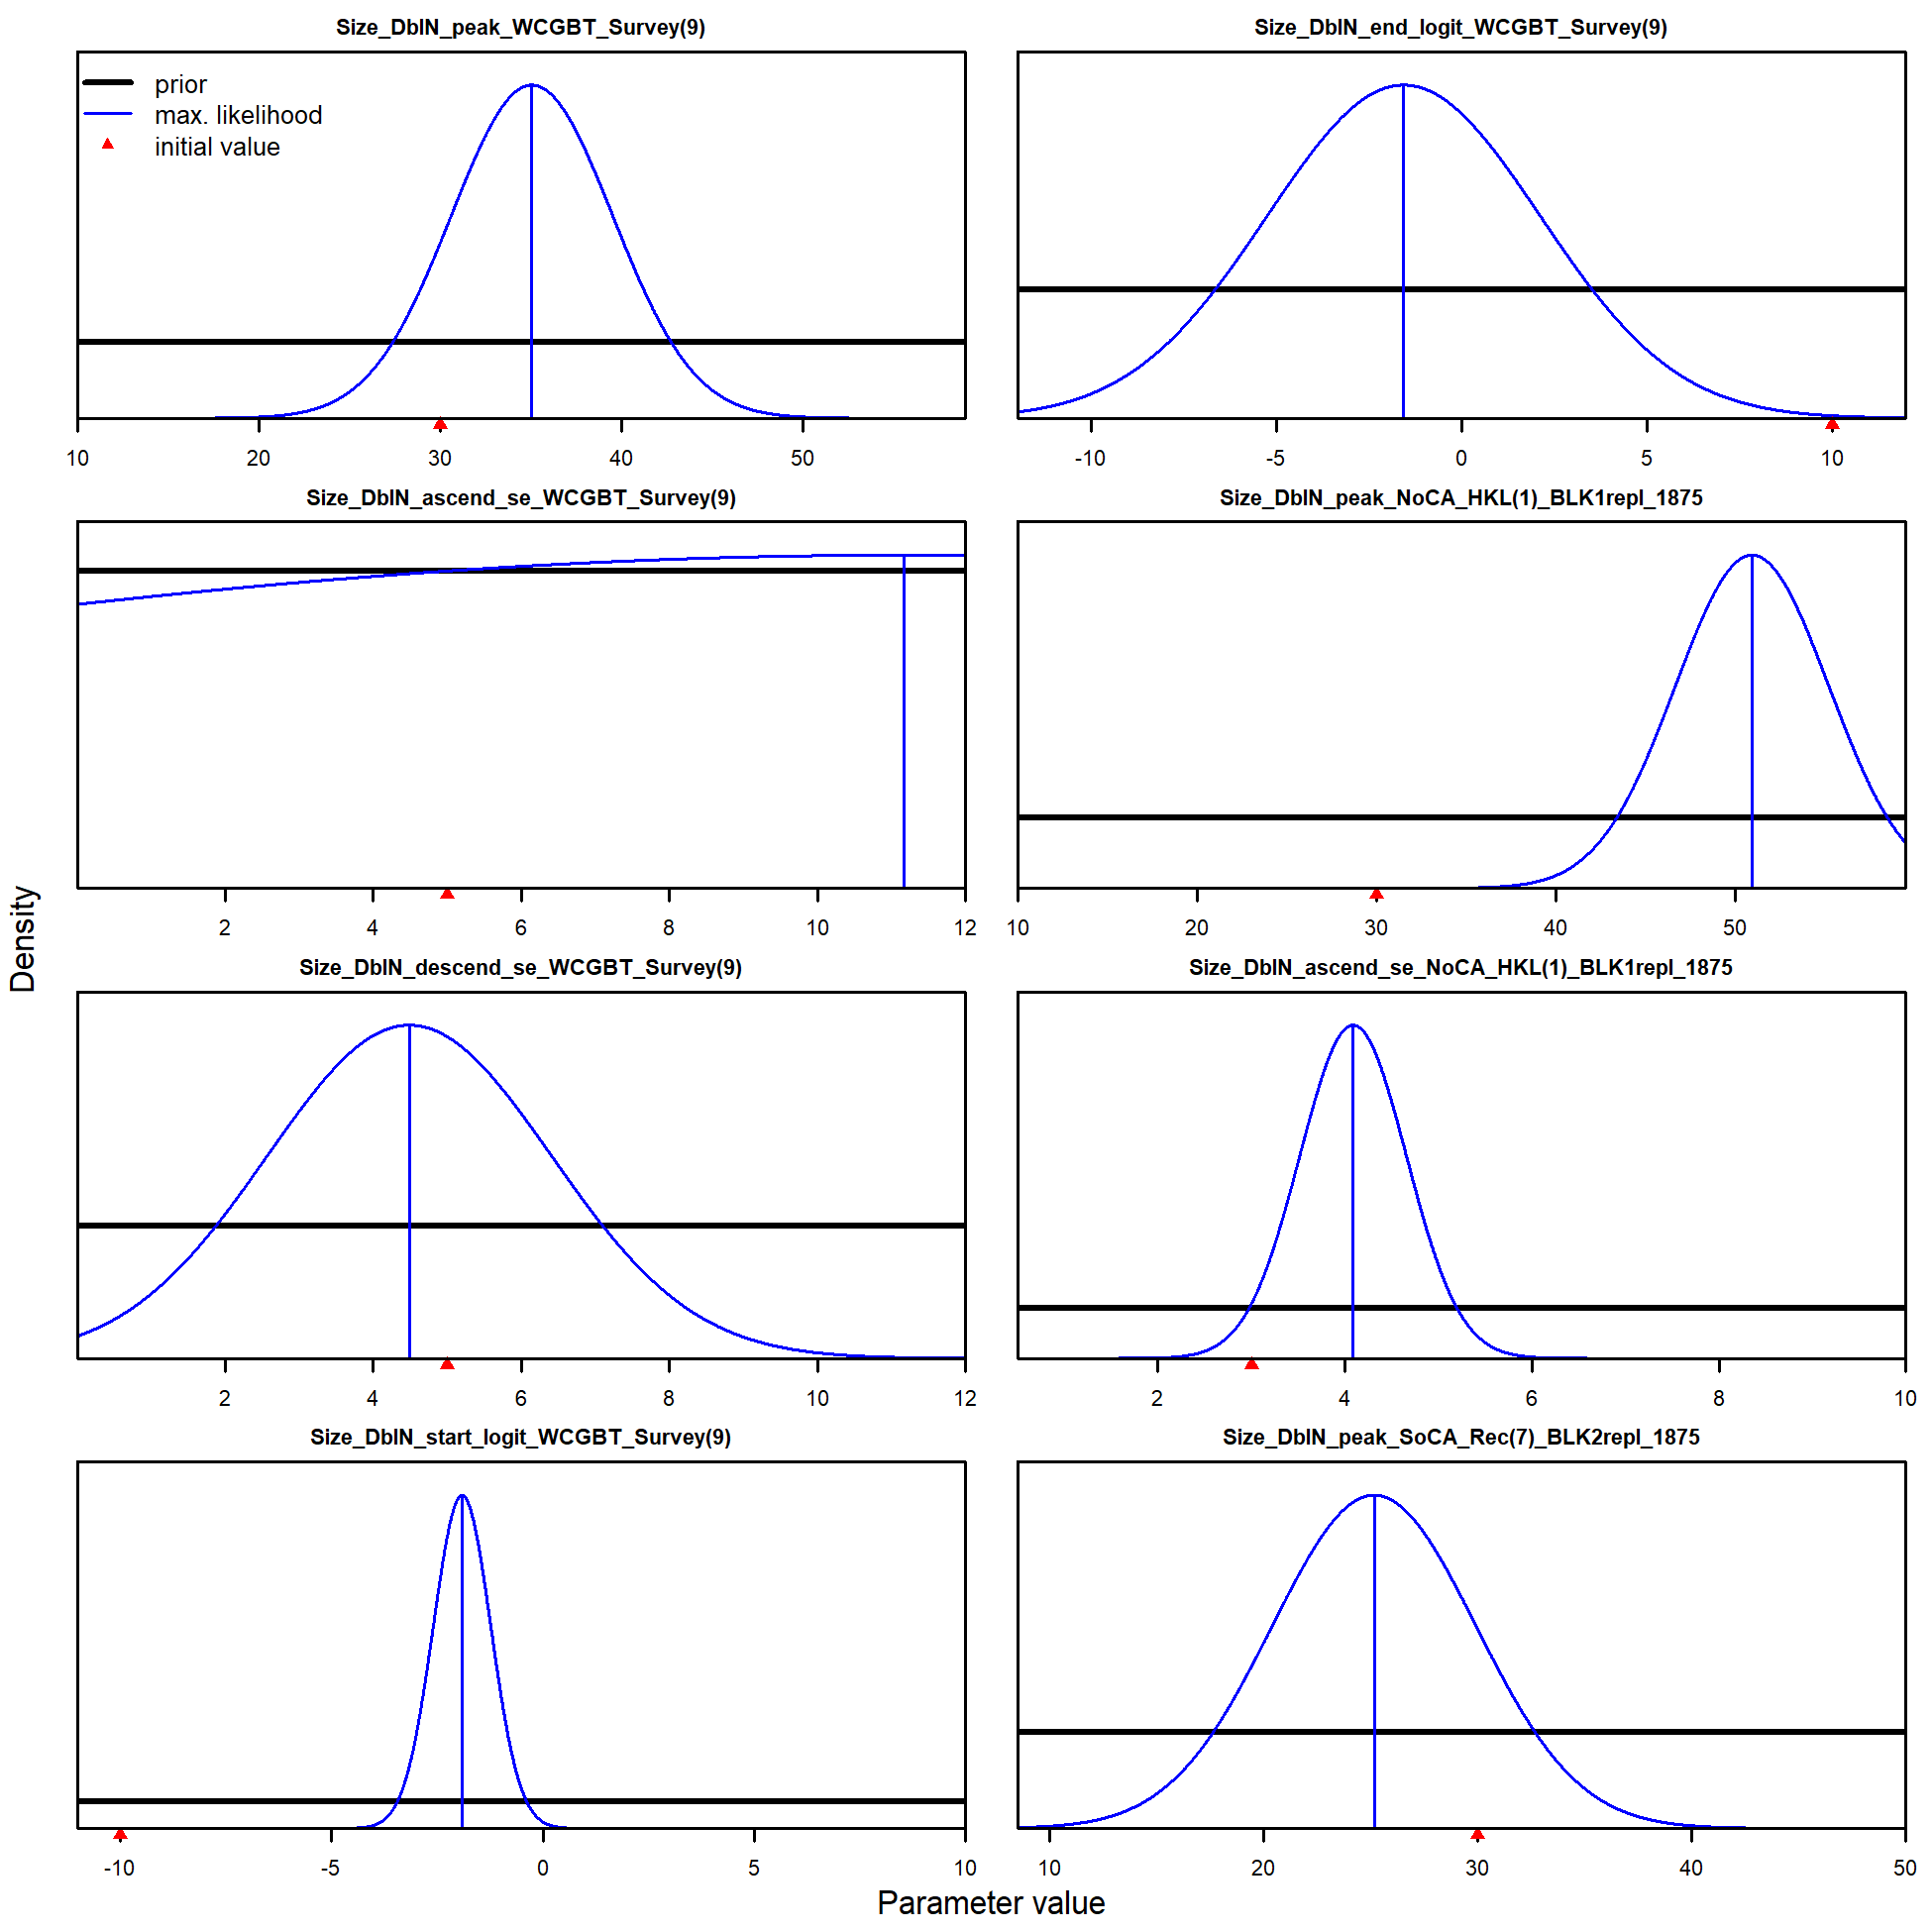 Size_DblN_peak_WCGBT_Survey(9)
prior
max. likelihood
initial value
10 20 30 40 50
Size_DblN_end_logit_WCGBT_Survey(9)
-10 -5 0 5 10
Size_DblN_ascend_se_WCGBT_Survey(9)
2 4 6 8 10 12
Size_DblN_peak_NoCA_HKL(1)_BLK1repl_1875
10 20 30 40 50
Size_DblN_descend_se_WCGBT_Survey(9)
2 4 6 8 10 12
Size_DblN_ascend_se_NoCA_HKL(1)_BLK1repl_1875
2 4 6 8 10
Size_DblN_start_logit_WCGBT_Survey(9)
-10 -5 0 5 10
Size_DblN_peak_SoCA_Rec(7)_BLK2repl_1875
10 20 30 40 50
Density
Parameter value